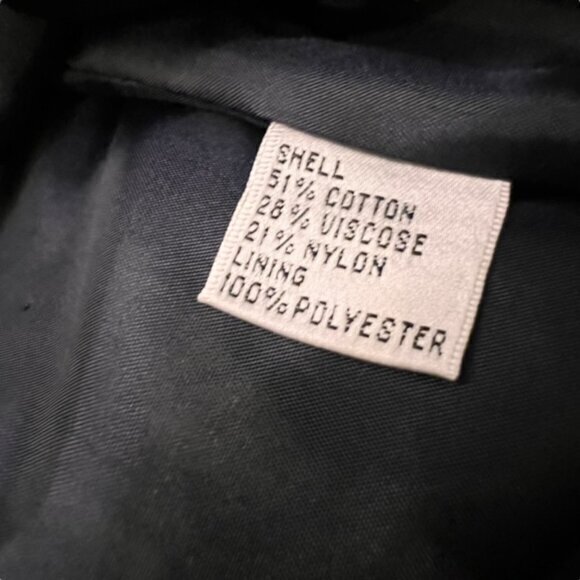 SHELL
51% COTTON
28% VISCOSE
21% NYLON
LINING
100% POLYESTER